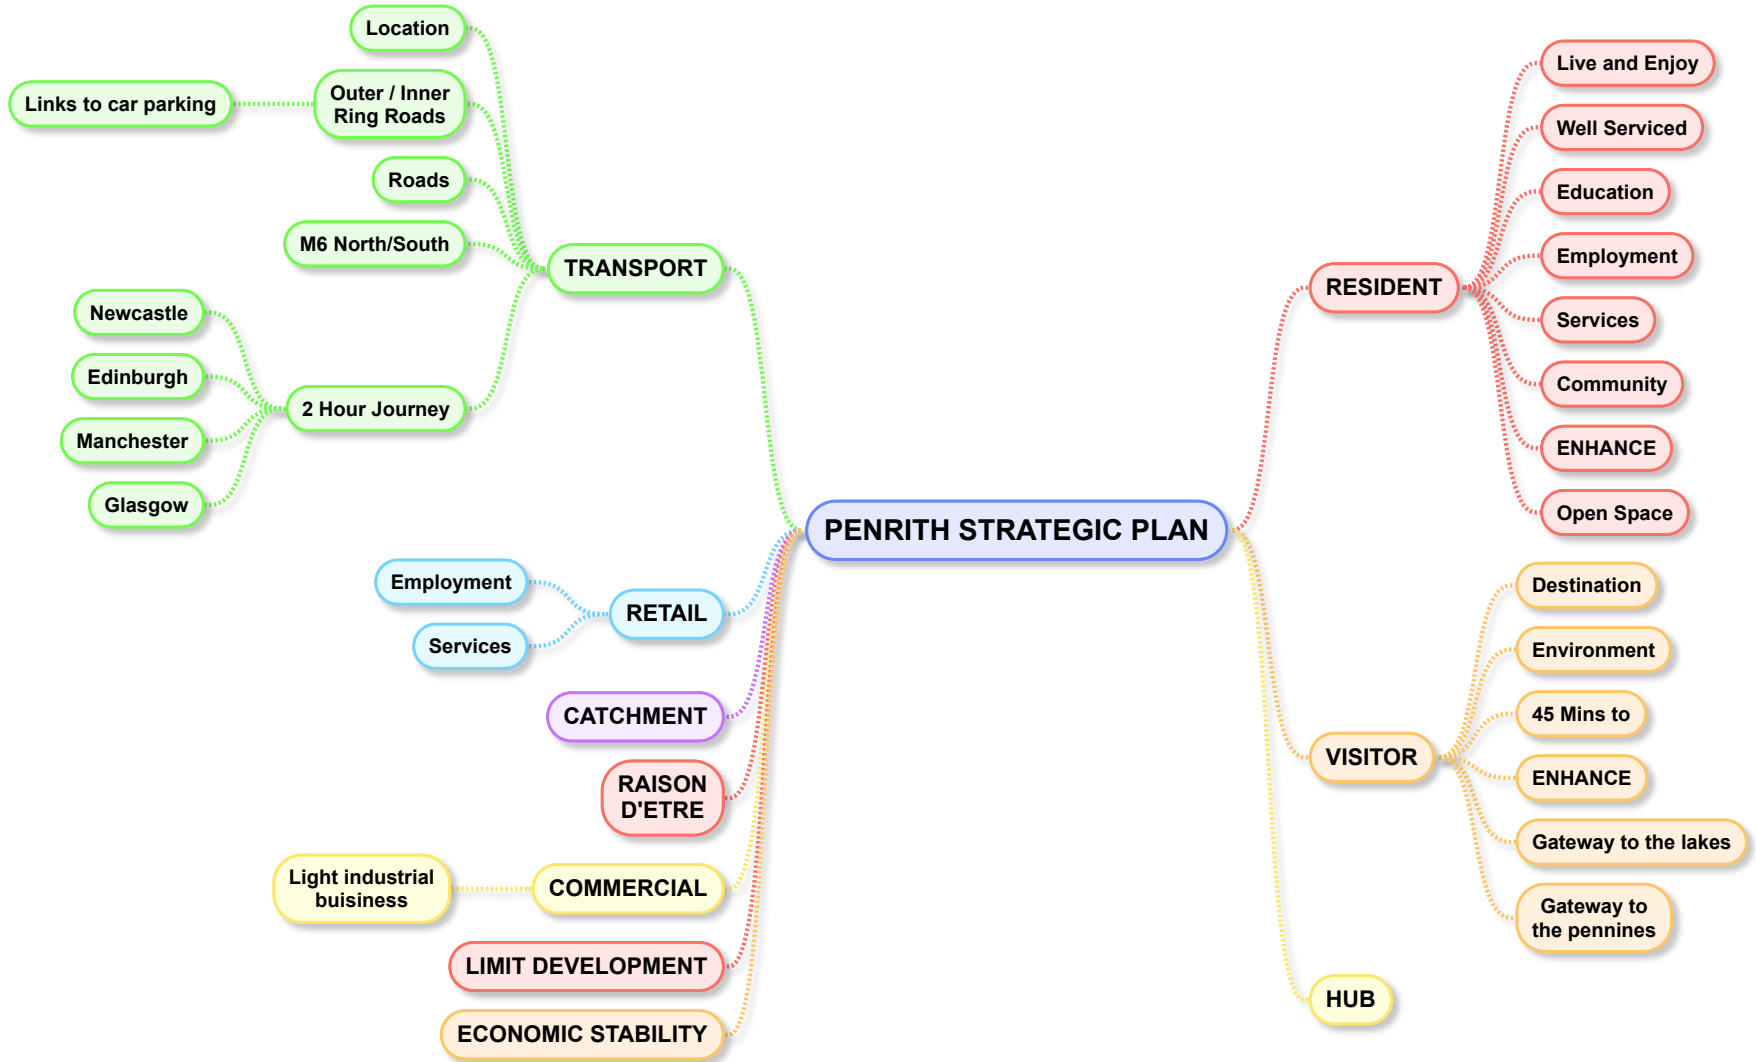 PENRITH STRATEGIC PLAN
TRANSPORT
Location
Outer / Inner
Ring Roads
Links to car parking
Roads
M6 North/South
2 Hour Journey
Newcastle
Edinburgh
Manchester
Glasgow
RETAIL
Employment
Services
CATCHMENT
RAISON
D'ETRE
COMMERCIAL
Light industrial
buisiness
LIMIT DEVELOPMENT
ECONOMIC STABILITY
RESIDENT
Live and Enjoy
Well Serviced
Education
Employment
Services
Community
ENHANCE
Open Space
VISITOR
Destination
Environment
45 Mins to
ENHANCE
Gateway to the lakes
Gateway to
the pennines
HUB